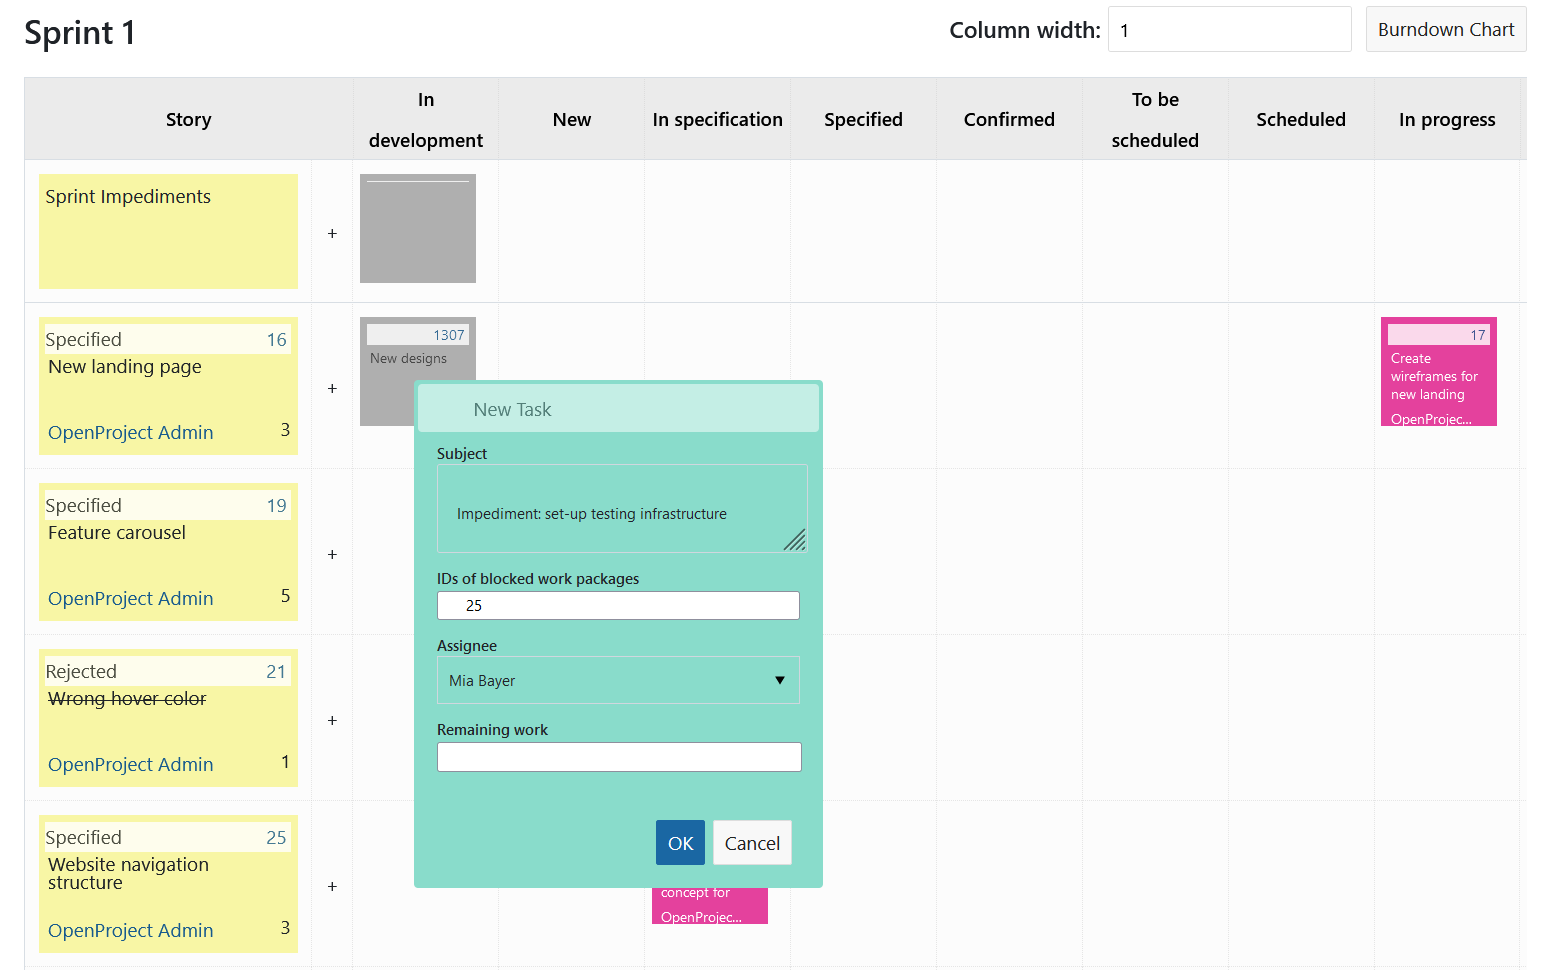 Sprint 1
Column width:
1
Burndown Chart
Story
In
development
New
In specification
Specified
Confirmed
To be
scheduled
Scheduled
In progress
Sprint Impediments
+
Specified 16
New landing page
OpenProject Admin 3
+
1307
New designs
17
Create
wireframes for
new landing
OpenProjec...
New Task
Subject
Impediment: set-up testing infrastructure
IDs of blocked work packages
25
Assignee
Mia Bayer
Remaining work
OK
Cancel
Specified 19
Feature carousel
OpenProject Admin 5
+
Rejected 21
Wrong hover color
OpenProject Admin 1
+
Specified 25
Website navigation
structure
OpenProject Admin 3
+
concept for
OpenProjec...